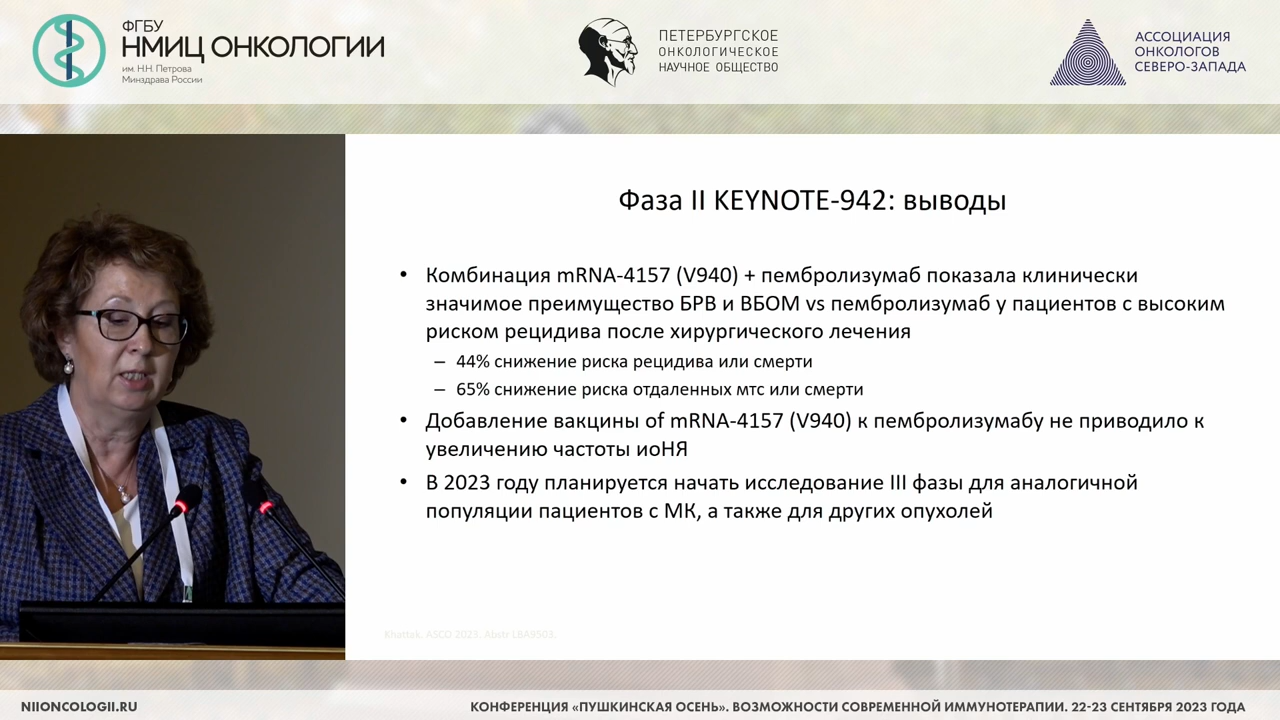 ФГБУ
НМИЦ ОНКОЛОГИИ
им. Н.Н. Петрова
Минздрава России
ПЕТЕРБУРГСКОЕ
ОНКОЛОГИЧЕСКОЕ
НАУЧНОЕ ОБЩЕСТВО
АССОЦИАЦИЯ
ОНКОЛОГОВ
СЕВЕРО-ЗАПАДА
Фаза II KEYNOTE-942: выводы
• Комбинация mRNA-4157 (V940) + пембролизумаб показала клинически
значимое преимущество БРВ и ВБОМ vs пембролизумаб у пациентов с высоким
риском рецидива после хирургического лечения
– 44% снижение риска рецидива или смерти
– 65% снижение риска отдаленных мтс или смерти
• Добавление вакцины of mRNA-4157 (V940) к пембролизумабу не приводило к
увеличению частоты иоНЯ
• В 2023 году планируется начать исследование III фазы для аналогичной
популяции пациентов с МК, а также для других опухолей
Khattak. ASCO 2023. Abstr LBA9503.
NIIONCOLOGII.RU
КОНФЕРЕНЦИЯ «ПУШКИНСКАЯ ОСЕНЬ». ВОЗМОЖНОСТИ СОВРЕМЕННОЙ ИММУНОТЕРАПИИ. 22-23 СЕНТЯБРЯ 2023 ГОДА